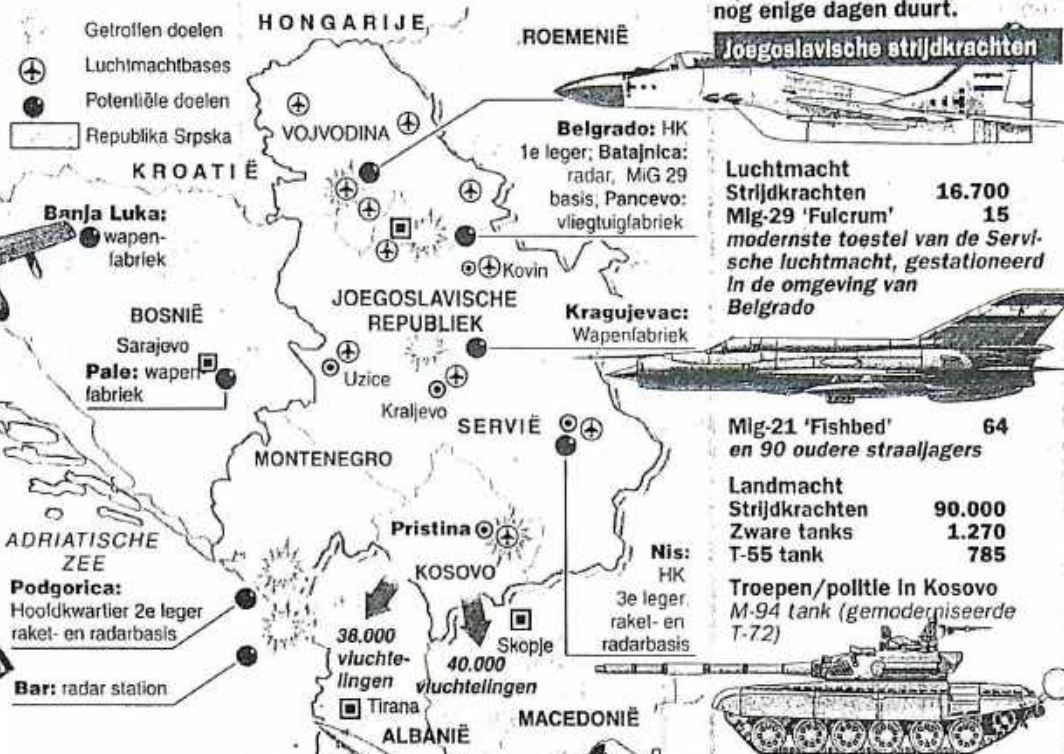 Getroffen doelen
Luchtmachtbases
Potentiële doelen
Republika Srpska
HONGARIJE
ROEMENIË
VOJVODINA
KROATIË
Banja Luka:
wapen-
fabriek
BOSNIË
Sarajevo
Pale: wapen
fabriek
Belgrado: HK
1e leger; Batajnica:
radar, MiG 29
basis, Pancevo:
vliegtuigfabriek
Kovin
JOEGOSLAVISCHE
REPUBLIEK
Kragujevac:
Wapenfabriek
Uzice
Kraljevo
SERVIË
MONTENEGRO
Pristina
KOSOVO
ADRIATISCHE
ZEE
Podgorica:
Hoofdkwartier 2e leger
raket- en radarbasis
Bar: radar station
38.000
vluchte-
lingen
40.000
vluchtelingen
Nis:
HK
3e leger,
raket- en
radarbasis
Skopje
Tirana
ALBANIË
MACEDONIË
nog enige dagen duurt.
Joegoslavische strijdkrachten
Luchtmacht
Strijdkrachten 16.700
Mig-29 'Fulcrum' 15
modernste toestel van de Servi-
sche luchtmacht, gestationeerd
in de omgeving van
Belgrado
Mig-21 'Fishbed' 64
en 90 oudere straaljagers
Landmacht
Strijdkrachten 90.000
Zware tanks 1.270
T-55 tank 785
Troepen/politie in Kosovo
M-94 tank (gemoderniseerde
T-72)